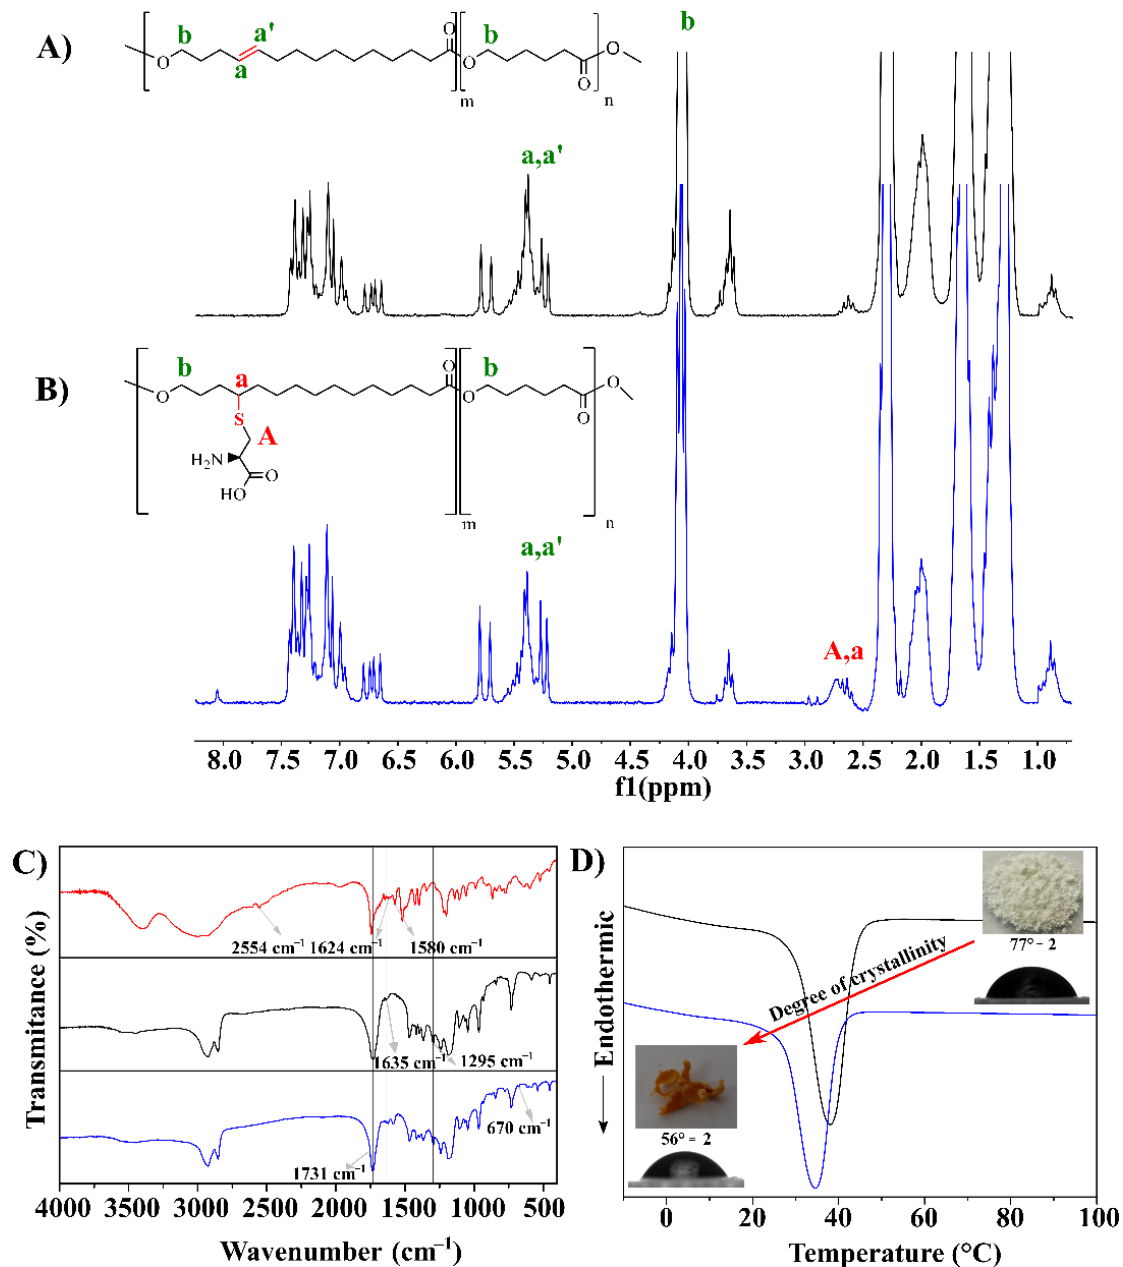 A)
b a' b b
O a O O O O
m n
a,a'
B)
b a b
O O O O O
S A
H₂N O
HO
m n
a,a'
A,a
8.0 7.5 7.0 6.5 6.0 5.5 5.0 4.5 4.0 3.5 3.0 2.5 2.0 1.5 1.0
f1(ppm)
C)
Transmitance (%)
2554 cm⁻¹ 1624 cm⁻¹ 1580 cm⁻¹
1635 cm⁻¹ 1295 cm⁻¹
670 cm⁻¹
1731 cm⁻¹
4000 3500 3000 2500 2000 1500 1000 500
Wavenumber (cm⁻¹)
D)
Endothermic
Degree of crystallinity
77° - 2
56° = 2
0 20 40 60 80 100
Temperature (°C)